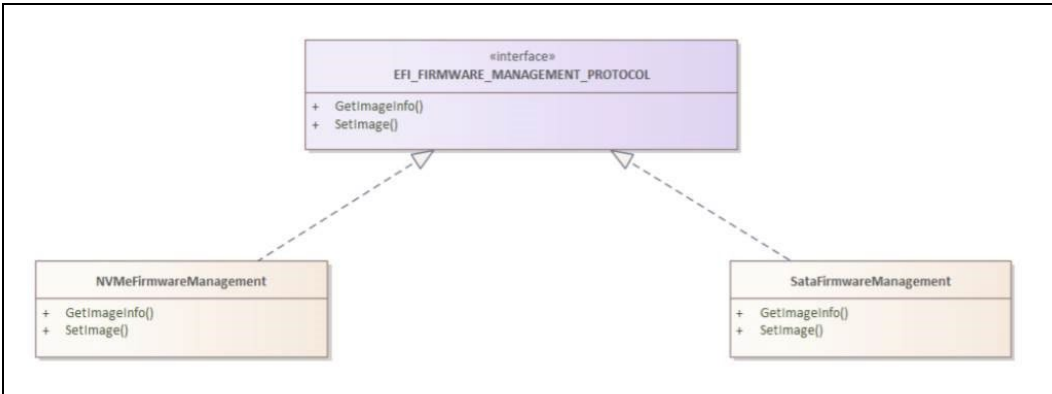 «interface»
EFI_FIRMWARE_MANAGEMENT_PROTOCOL
+ GetImageInfo()
+ SetImage()
NVMeFirmwareManagement
+ GetImageInfo()
+ SetImage()
SataFirmwareManagement
+ GetImageInfo()
+ SetImage()